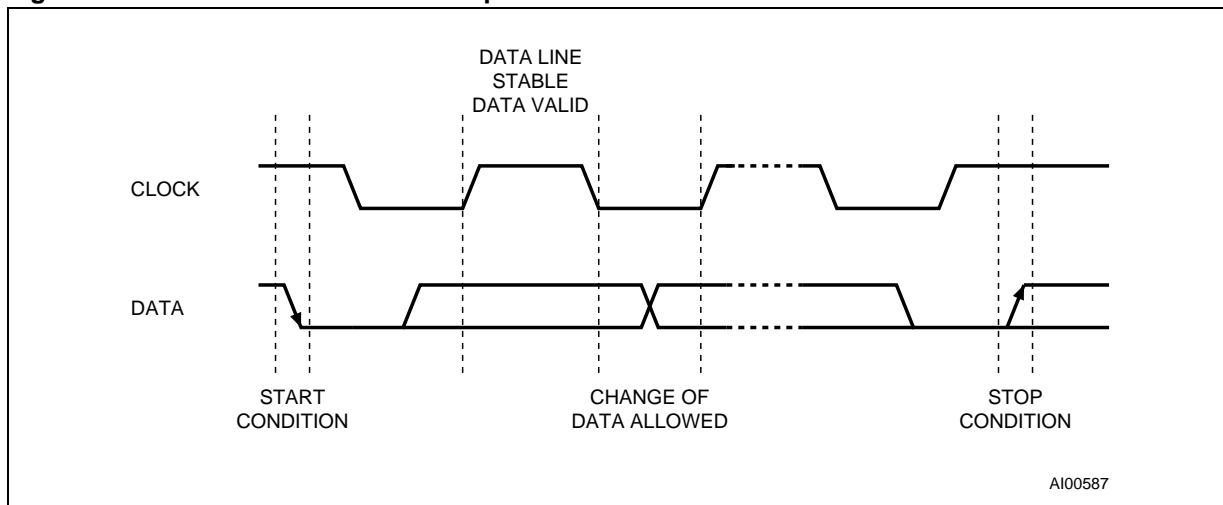 DATA LINE
STABLE
DATA VALID
CLOCK
DATA
START
CONDITION
CHANGE OF
DATA ALLOWED
STOP
CONDITION
AI00587